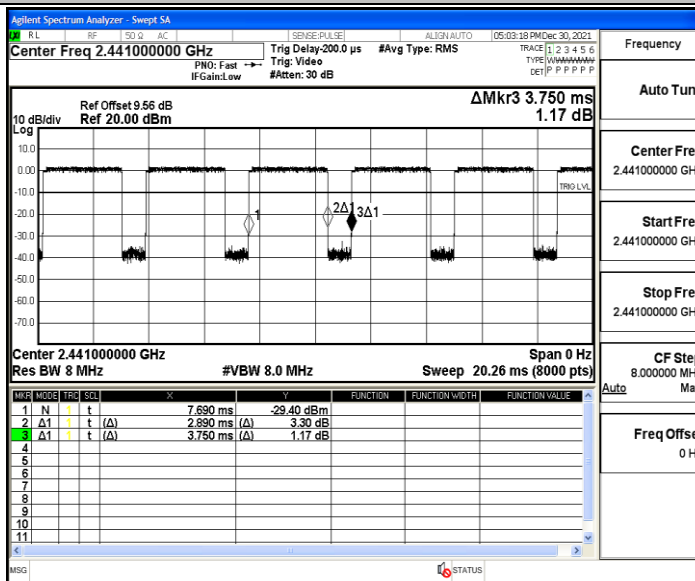 Agilent Spectrum Analyzer - Swept SA
RL RF 50 Ω AC SENSE:PULSE ALIGN AUTO 05:03:18 PM Dec 30, 2021
Center Freq 2.441000000 GHz
PNO: Fast
IFGain:Low
Trig Delay-200.0 µs
Trig: Video
#Atten: 30 dB
#Avg Type: RMS
TRACE 1 2 3 4 5 6
TYPE
DET P P P P P P
Frequency
Ref Offset 9.56 dB
10 dB/div Ref 20.00 dBm
Log
ΔMkr3 3.750 ms
1.17 dB
10.0
0.00
-10.0
-20.0
-30.0
-40.0
-50.0
-60.0
-70.0
TRIG LVL
1
2Δ1
3Δ1
Center 2.441000000 GHz Span 0 Hz
Res BW 8 MHz #VBW 8.0 MHz Sweep 20.26 ms (8000 pts)
MKR MODE TRC SCL X Y FUNCTION FUNCTION WIDTH FUNCTION VALUE
1 N 1 t 7.690 ms -29.40 dBm
2 Δ1 1 t (Δ) 2.890 ms (Δ) 3.30 dB
3 Δ1 1 t (Δ) 3.750 ms (Δ) 1.17 dB
4
5
6
7
8
9
10
11
MSG STATUS
Auto Tun
Center Fre
2.441000000 GH
Start Fre
2.441000000 GH
Stop Fre
2.441000000 GH
CF Ste
8.000000 MH
Auto Ma
Freq Offse
0 H